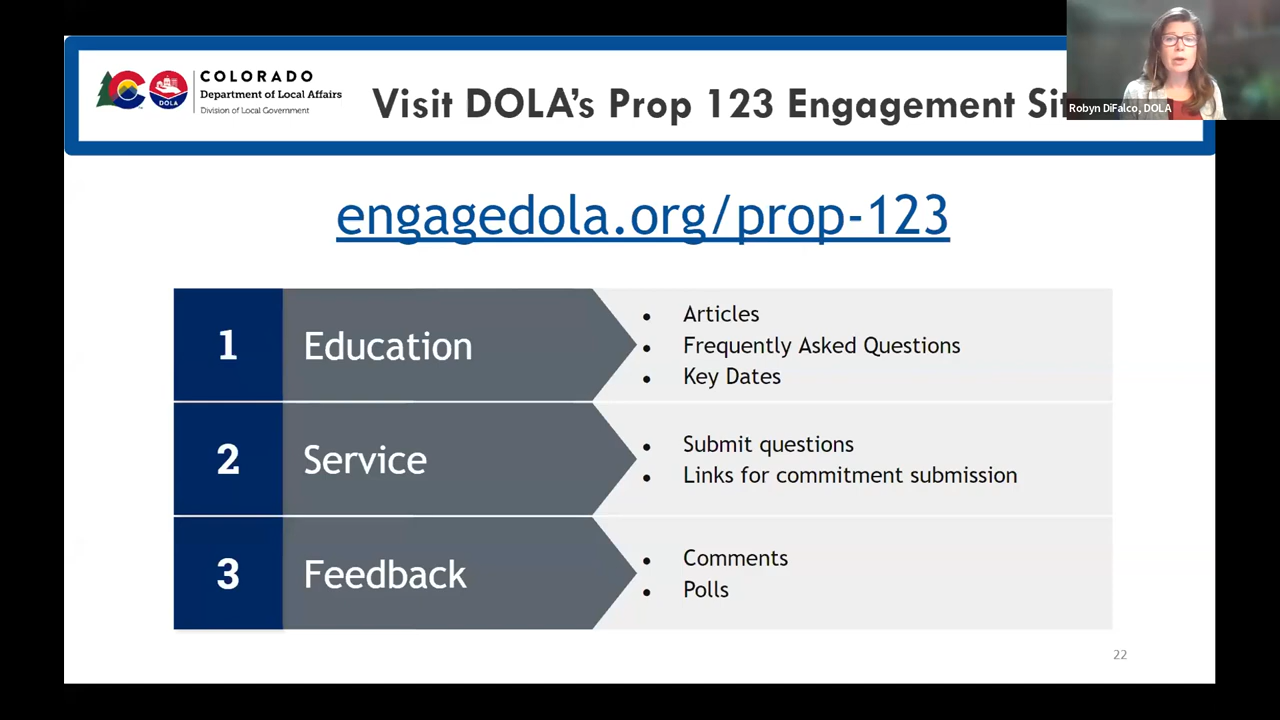 COLORADO
Department of Local Affairs
Division of Local Government
DOLA
Visit DOLA's Prop 123 Engagement Sit
Robyn DiFalco, DOLA
engagedola.org/prop-123
1
Education
• Articles
• Frequently Asked Questions
• Key Dates
2
Service
• Submit questions
• Links for commitment submission
3
Feedback
• Comments
• Polls
22